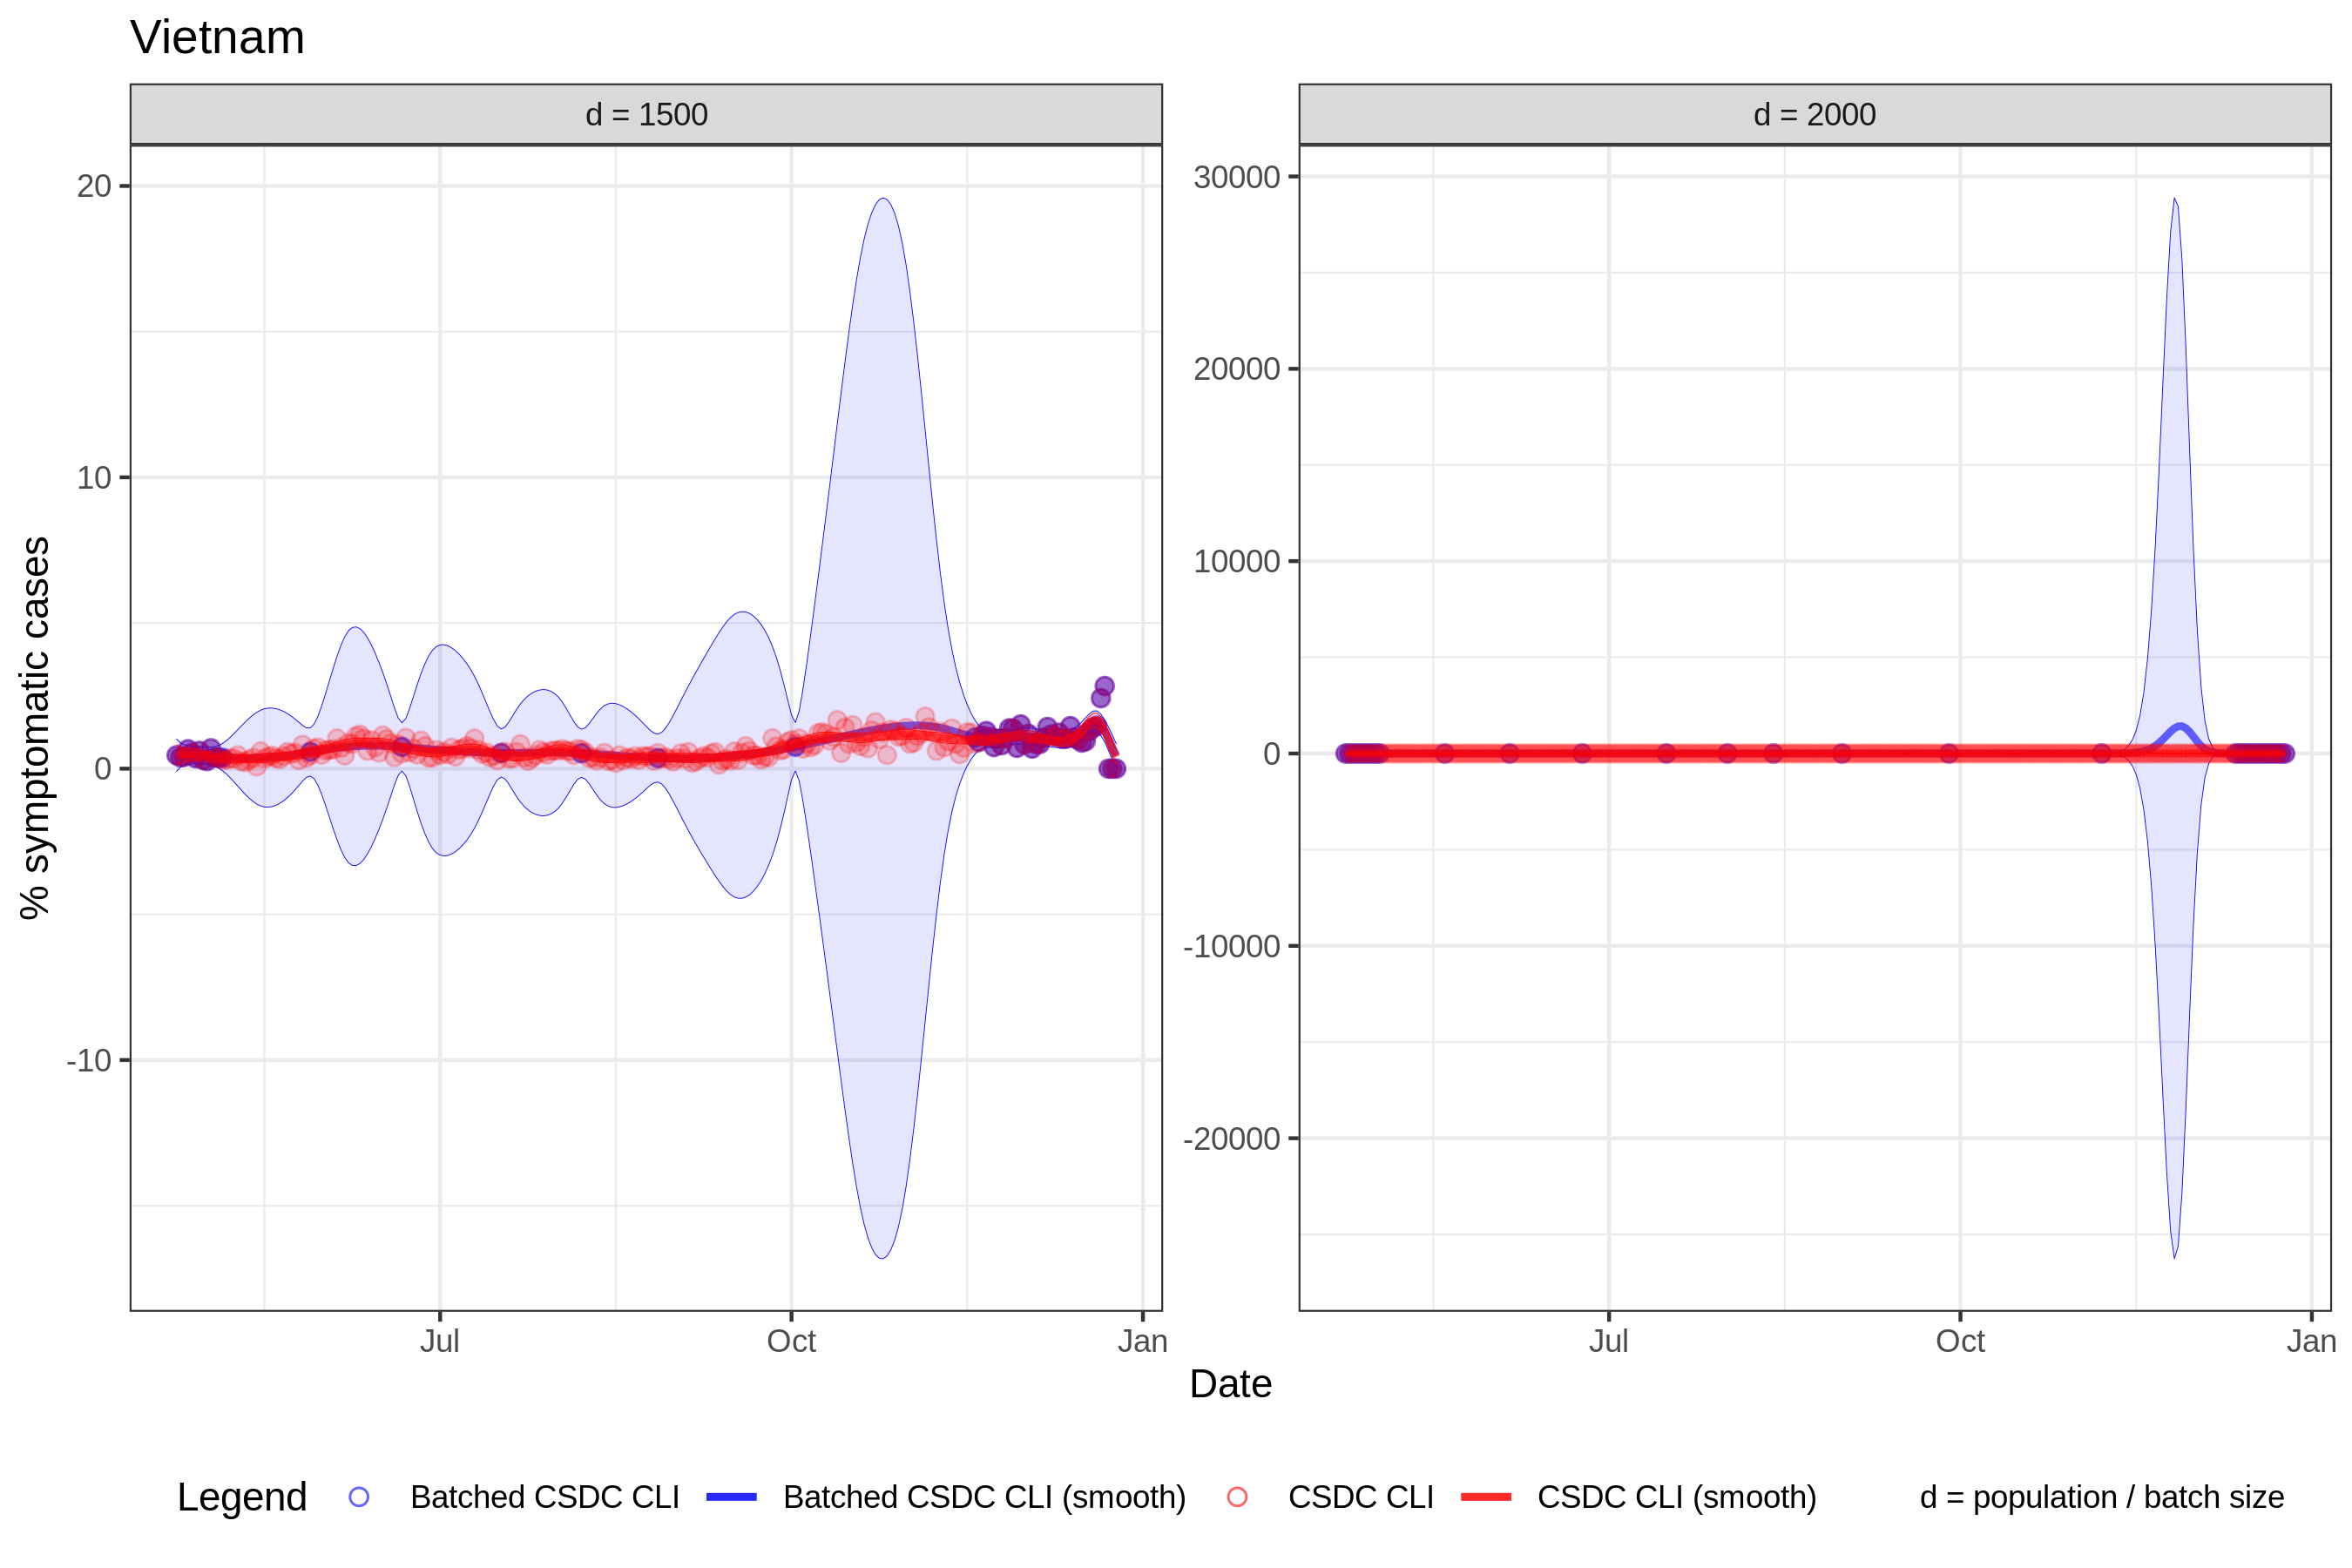 Vietnam
d = 1500
d = 2000
20
10
0
-10
30000
20000
10000
0
-10000
-20000
% symptomatic cases
Jul
Oct
Jan
Jul
Oct
Jan
Date
Legend
Batched CSDC CLI
Batched CSDC CLI (smooth)
CSDC CLI
CSDC CLI (smooth)
d = population / batch size